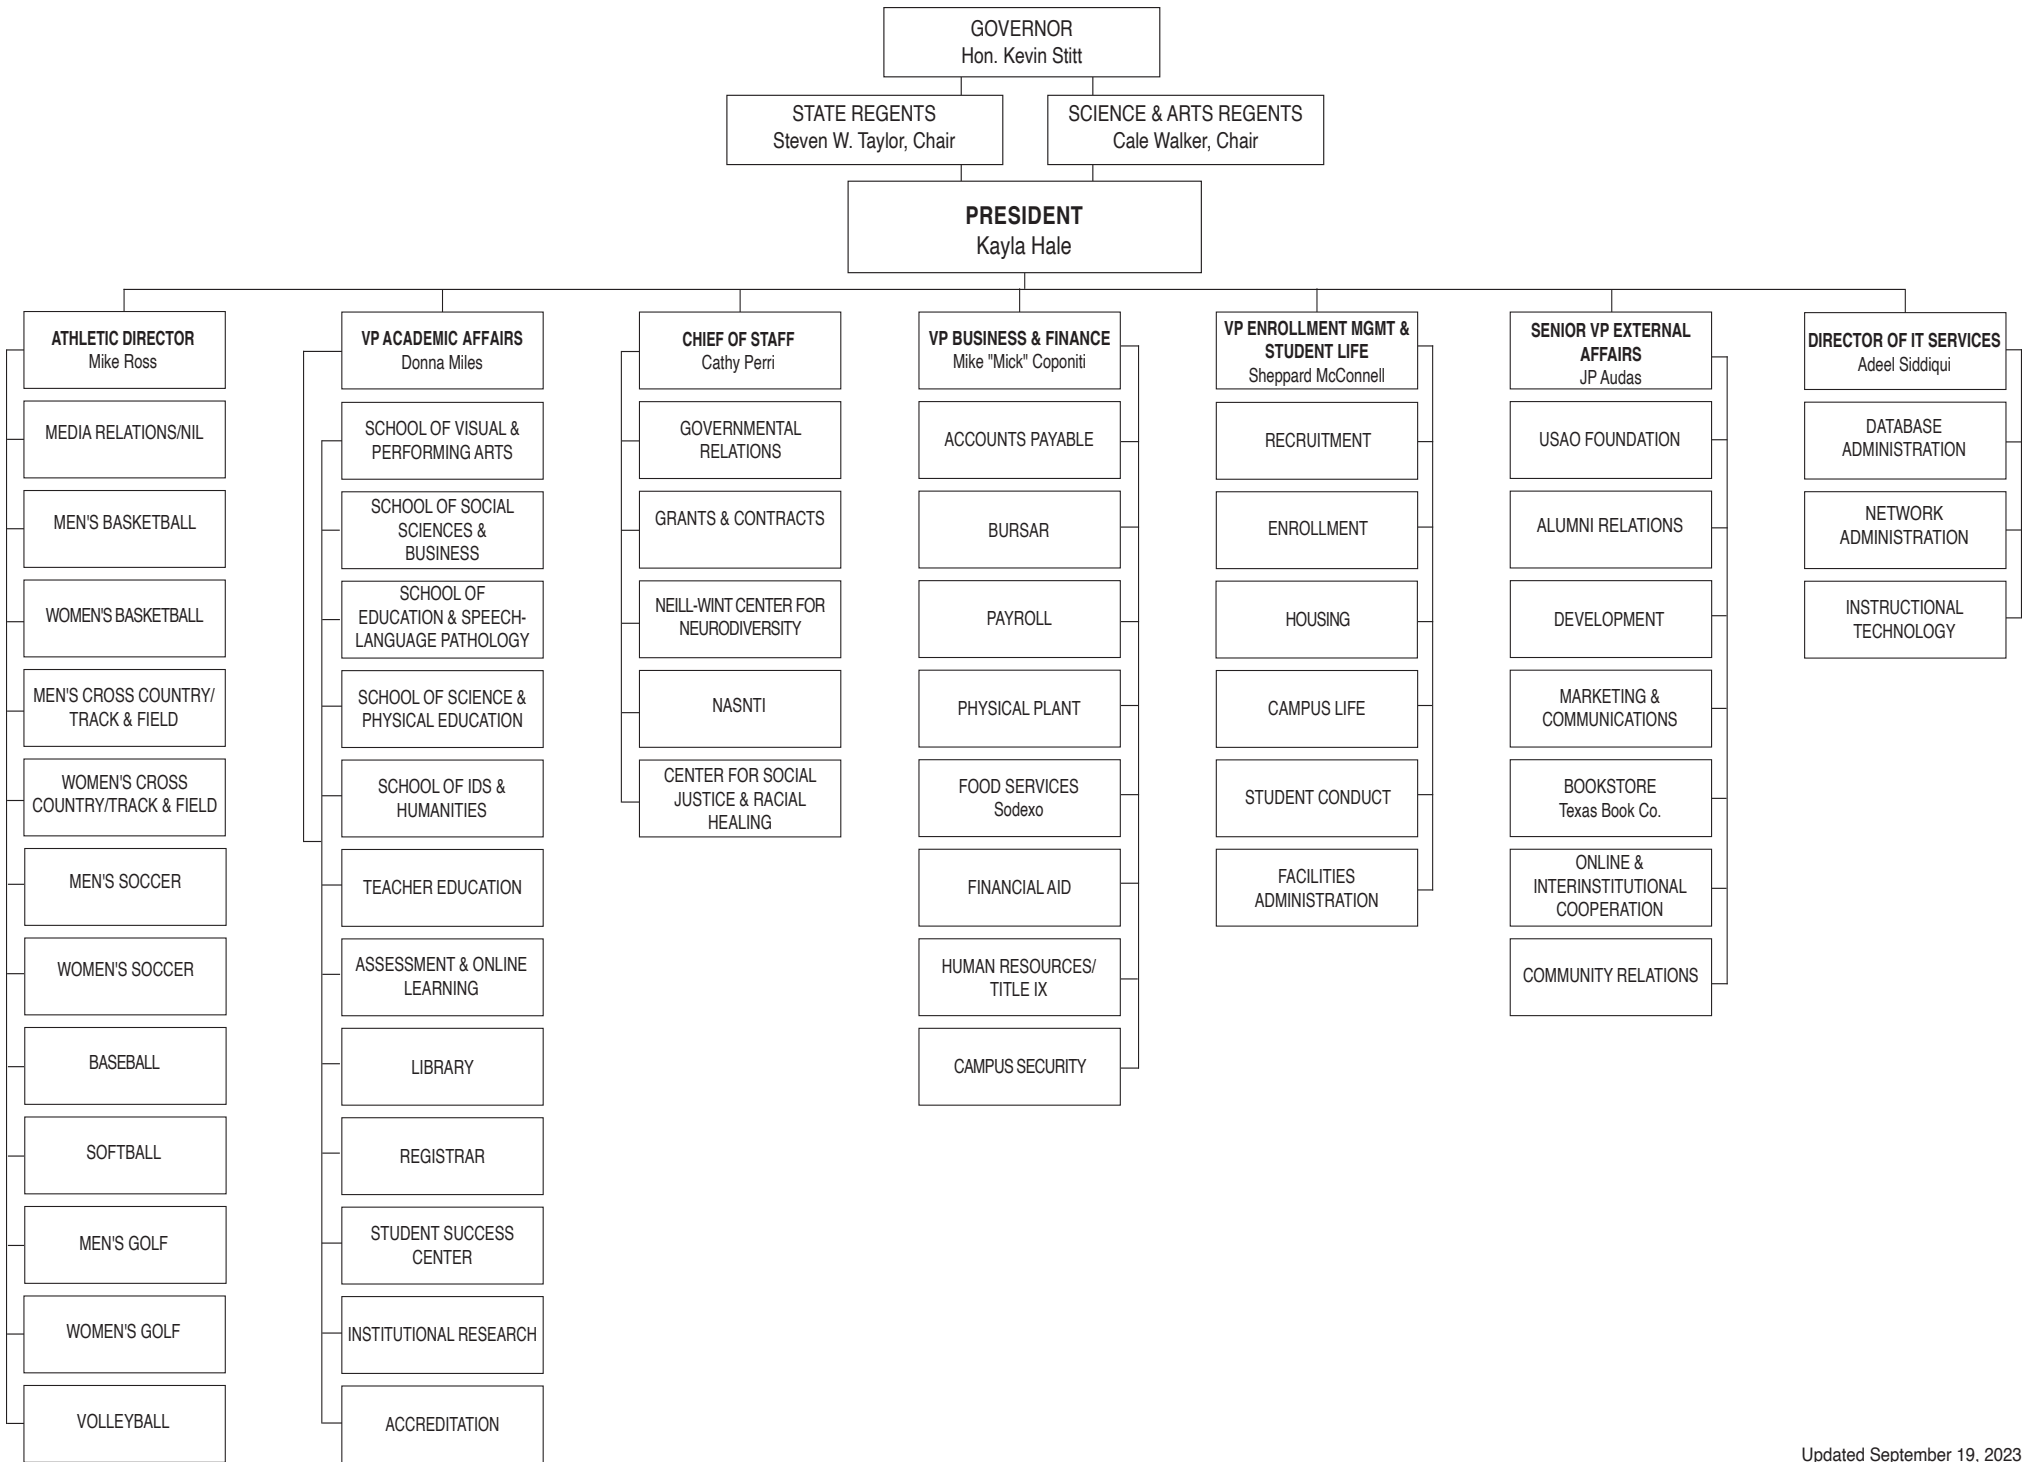 GOVERNOR
Hon. Kevin Stitt
STATE REGENTS
Steven W. Taylor, Chair
SCIENCE & ARTS REGENTS
Cale Walker, Chair
PRESIDENT
Kayla Hale
ATHLETIC DIRECTOR
Mike Ross
MEDIA RELATIONS/NIL
MEN'S BASKETBALL
WOMEN'S BASKETBALL
MEN'S CROSS COUNTRY/
TRACK & FIELD
WOMEN'S CROSS
COUNTRY/TRACK & FIELD
MEN'S SOCCER
WOMEN'S SOCCER
BASEBALL
SOFTBALL
MEN'S GOLF
WOMEN'S GOLF
VOLLEYBALL
VP ACADEMIC AFFAIRS
Donna Miles
SCHOOL OF VISUAL &
PERFORMING ARTS
SCHOOL OF SOCIAL
SCIENCES &
BUSINESS
SCHOOL OF
EDUCATION & SPEECH-
LANGUAGE PATHOLOGY
SCHOOL OF SCIENCE &
PHYSICAL EDUCATION
SCHOOL OF IDS &
HUMANITIES
TEACHER EDUCATION
ASSESSMENT & ONLINE
LEARNING
LIBRARY
REGISTRAR
STUDENT SUCCESS
CENTER
INSTITUTIONAL RESEARCH
ACCREDITATION
CHIEF OF STAFF
Cathy Perri
GOVERNMENTAL
RELATIONS
GRANTS & CONTRACTS
NEILL-WINT CENTER FOR
NEURODIVERSITY
NASNTI
CENTER FOR SOCIAL
JUSTICE & RACIAL
HEALING
VP BUSINESS & FINANCE
Mike "Mick" Coponiti
ACCOUNTS PAYABLE
BURSAR
PAYROLL
PHYSICAL PLANT
FOOD SERVICES
Sodexo
FINANCIAL AID
HUMAN RESOURCES/
TITLE IX
CAMPUS SECURITY
VP ENROLLMENT MGMT &
STUDENT LIFE
Sheppard McConnell
RECRUITMENT
ENROLLMENT
HOUSING
CAMPUS LIFE
STUDENT CONDUCT
FACILITIES
ADMINISTRATION
SENIOR VP EXTERNAL
AFFAIRS
JP Audas
USAO FOUNDATION
ALUMNI RELATIONS
DEVELOPMENT
MARKETING &
COMMUNICATIONS
BOOKSTORE
Texas Book Co.
ONLINE &
INTERINSTITUTIONAL
COOPERATION
COMMUNITY RELATIONS
DIRECTOR OF IT SERVICES
Adeel Siddiqui
DATABASE
ADMINISTRATION
NETWORK
ADMINISTRATION
INSTRUCTIONAL
TECHNOLOGY
Updated September 19, 2023